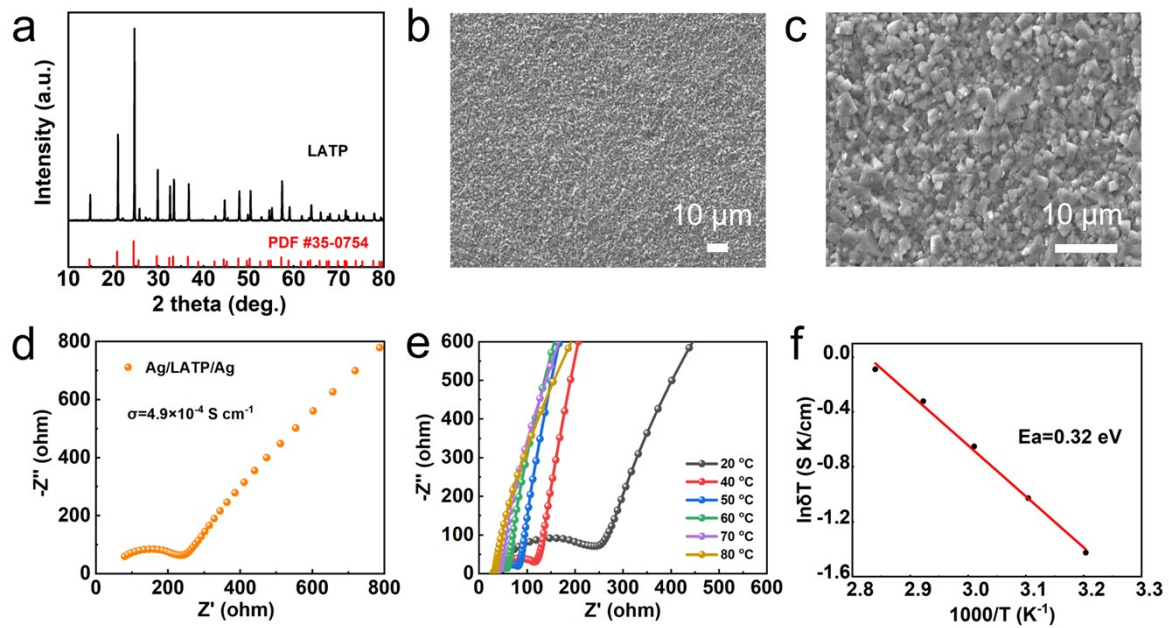 a
Intensity (a.u.)
LATP
PDF #35-0754
10 20 30 40 50 60 70 80
2 theta (deg.)
b
10 μm
c
10 μm
d
-Z'' (ohm)
800
600
400
200
0
Ag/LATP/Ag
σ=4.9×10⁻⁴ S cm⁻¹
0 200 400 600 800
Z' (ohm)
e
-Z'' (ohm)
600
500
400
300
200
100
0
20 °C
40 °C
50 °C
60 °C
70 °C
80 °C
0 100 200 300 400 500 600
Z' (ohm)
f
lnδT (S K/cm)
0.0
-0.4
-0.8
-1.2
-1.6
Ea=0.32 eV
2.8 2.9 3.0 3.1 3.2 3.3
1000/T (K⁻¹)